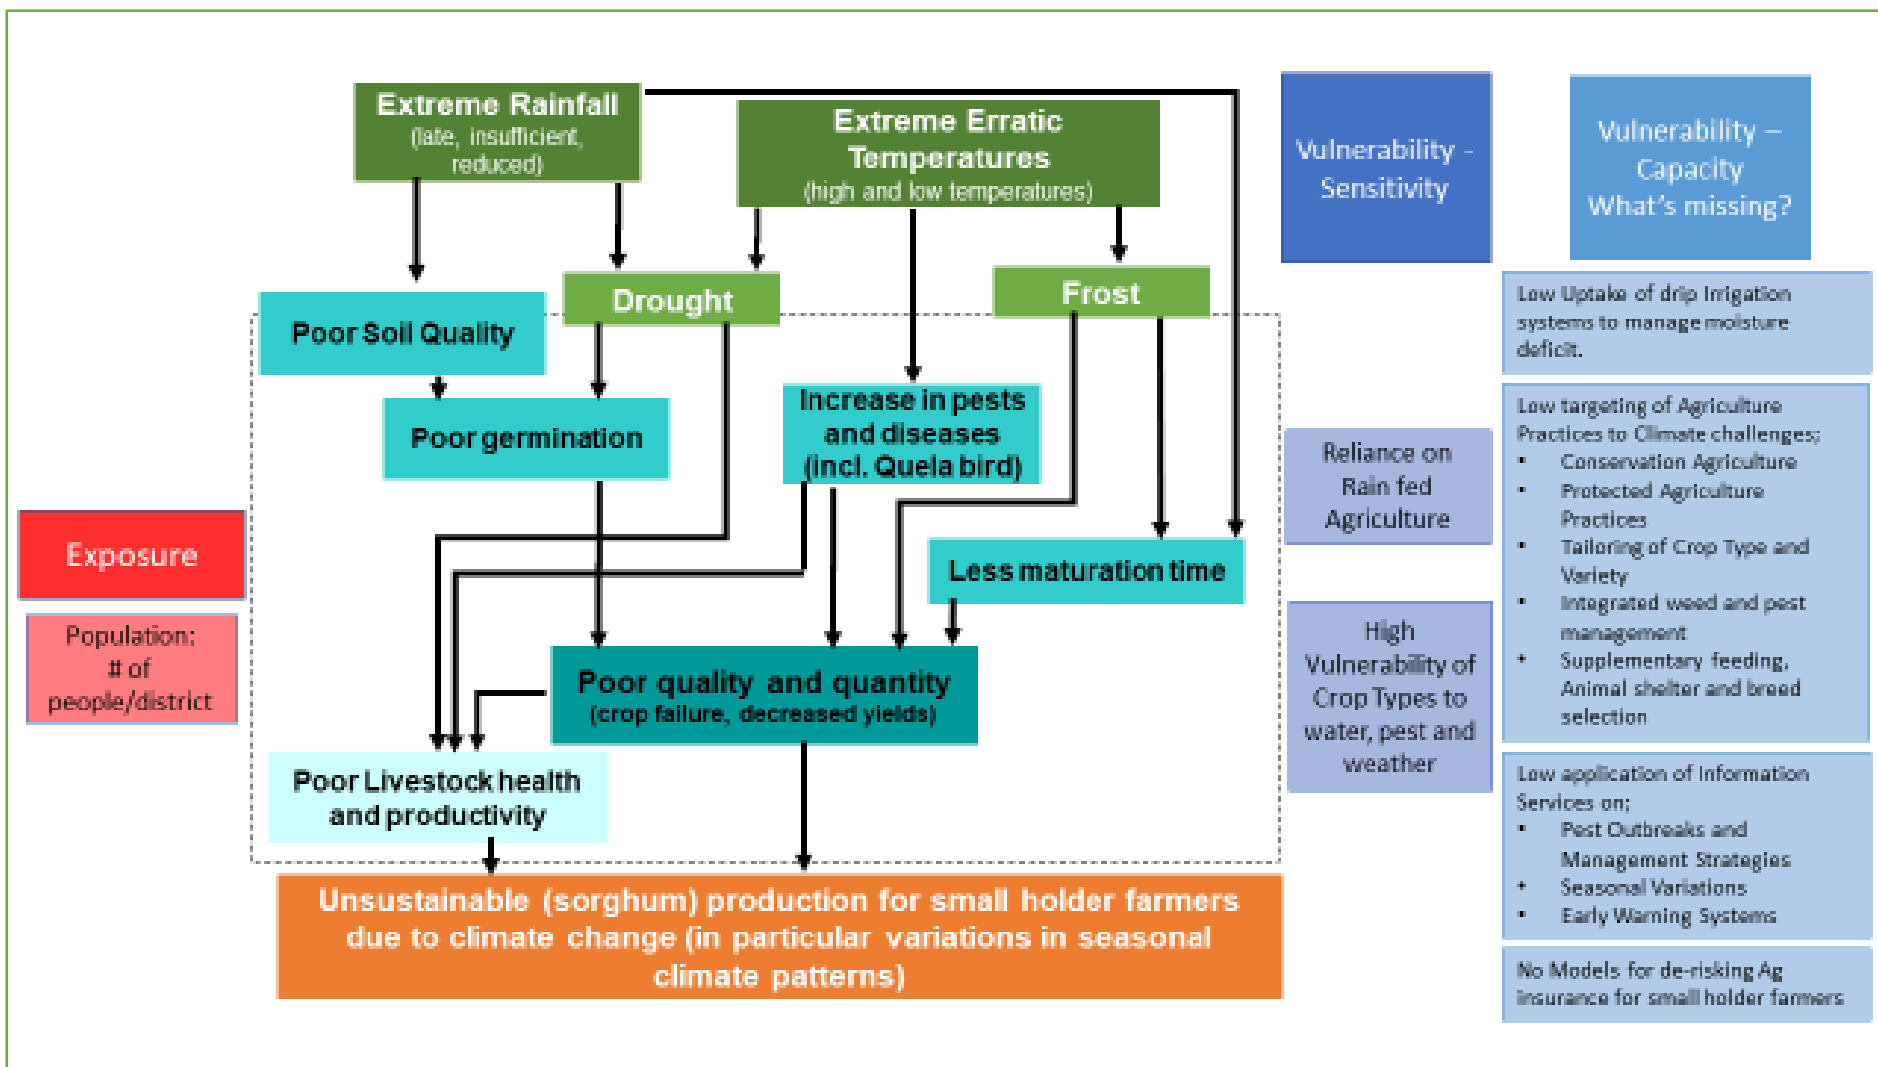 Extreme Rainfall
(late, insufficient,
reduced)
Extreme Erratic
Temperatures
(high and low temperatures)
Drought
Frost
Poor Soil Quality
Poor germination
Increase in pests
and diseases
(incl. Quela bird)
Less maturation time
Exposure
Population:
# of
people/district
Poor quality and quantity
(crop failure, decreased yields)
Poor Livestock health
and productivity
Unsustainable (sorghum) production for small holder farmers
due to climate change (in particular variations in seasonal
climate patterns)
Vulnerability -
Sensitivity
Reliance on
Rain fed
Agriculture
High
Vulnerability of
Crop Types to
water, pest and
weather
Vulnerability –
Capacity
What's missing?
Low Uptake of drip Irrigation
systems to manage moisture
deficit.
Low targeting of Agriculture
Practices to Climate challenges;
• Conservation Agriculture
• Protected Agriculture
Practices
• Tailoring of Crop Type and
Variety
• Integrated weed and pest
management
• Supplementary feeding,
Animal shelter and breed
selection
Low application of Information
Services on;
• Pest Outbreaks and
Management Strategies
• Seasonal Variations
• Early Warning Systems
No Models for de-risking Ag
insurance for small holder farmers